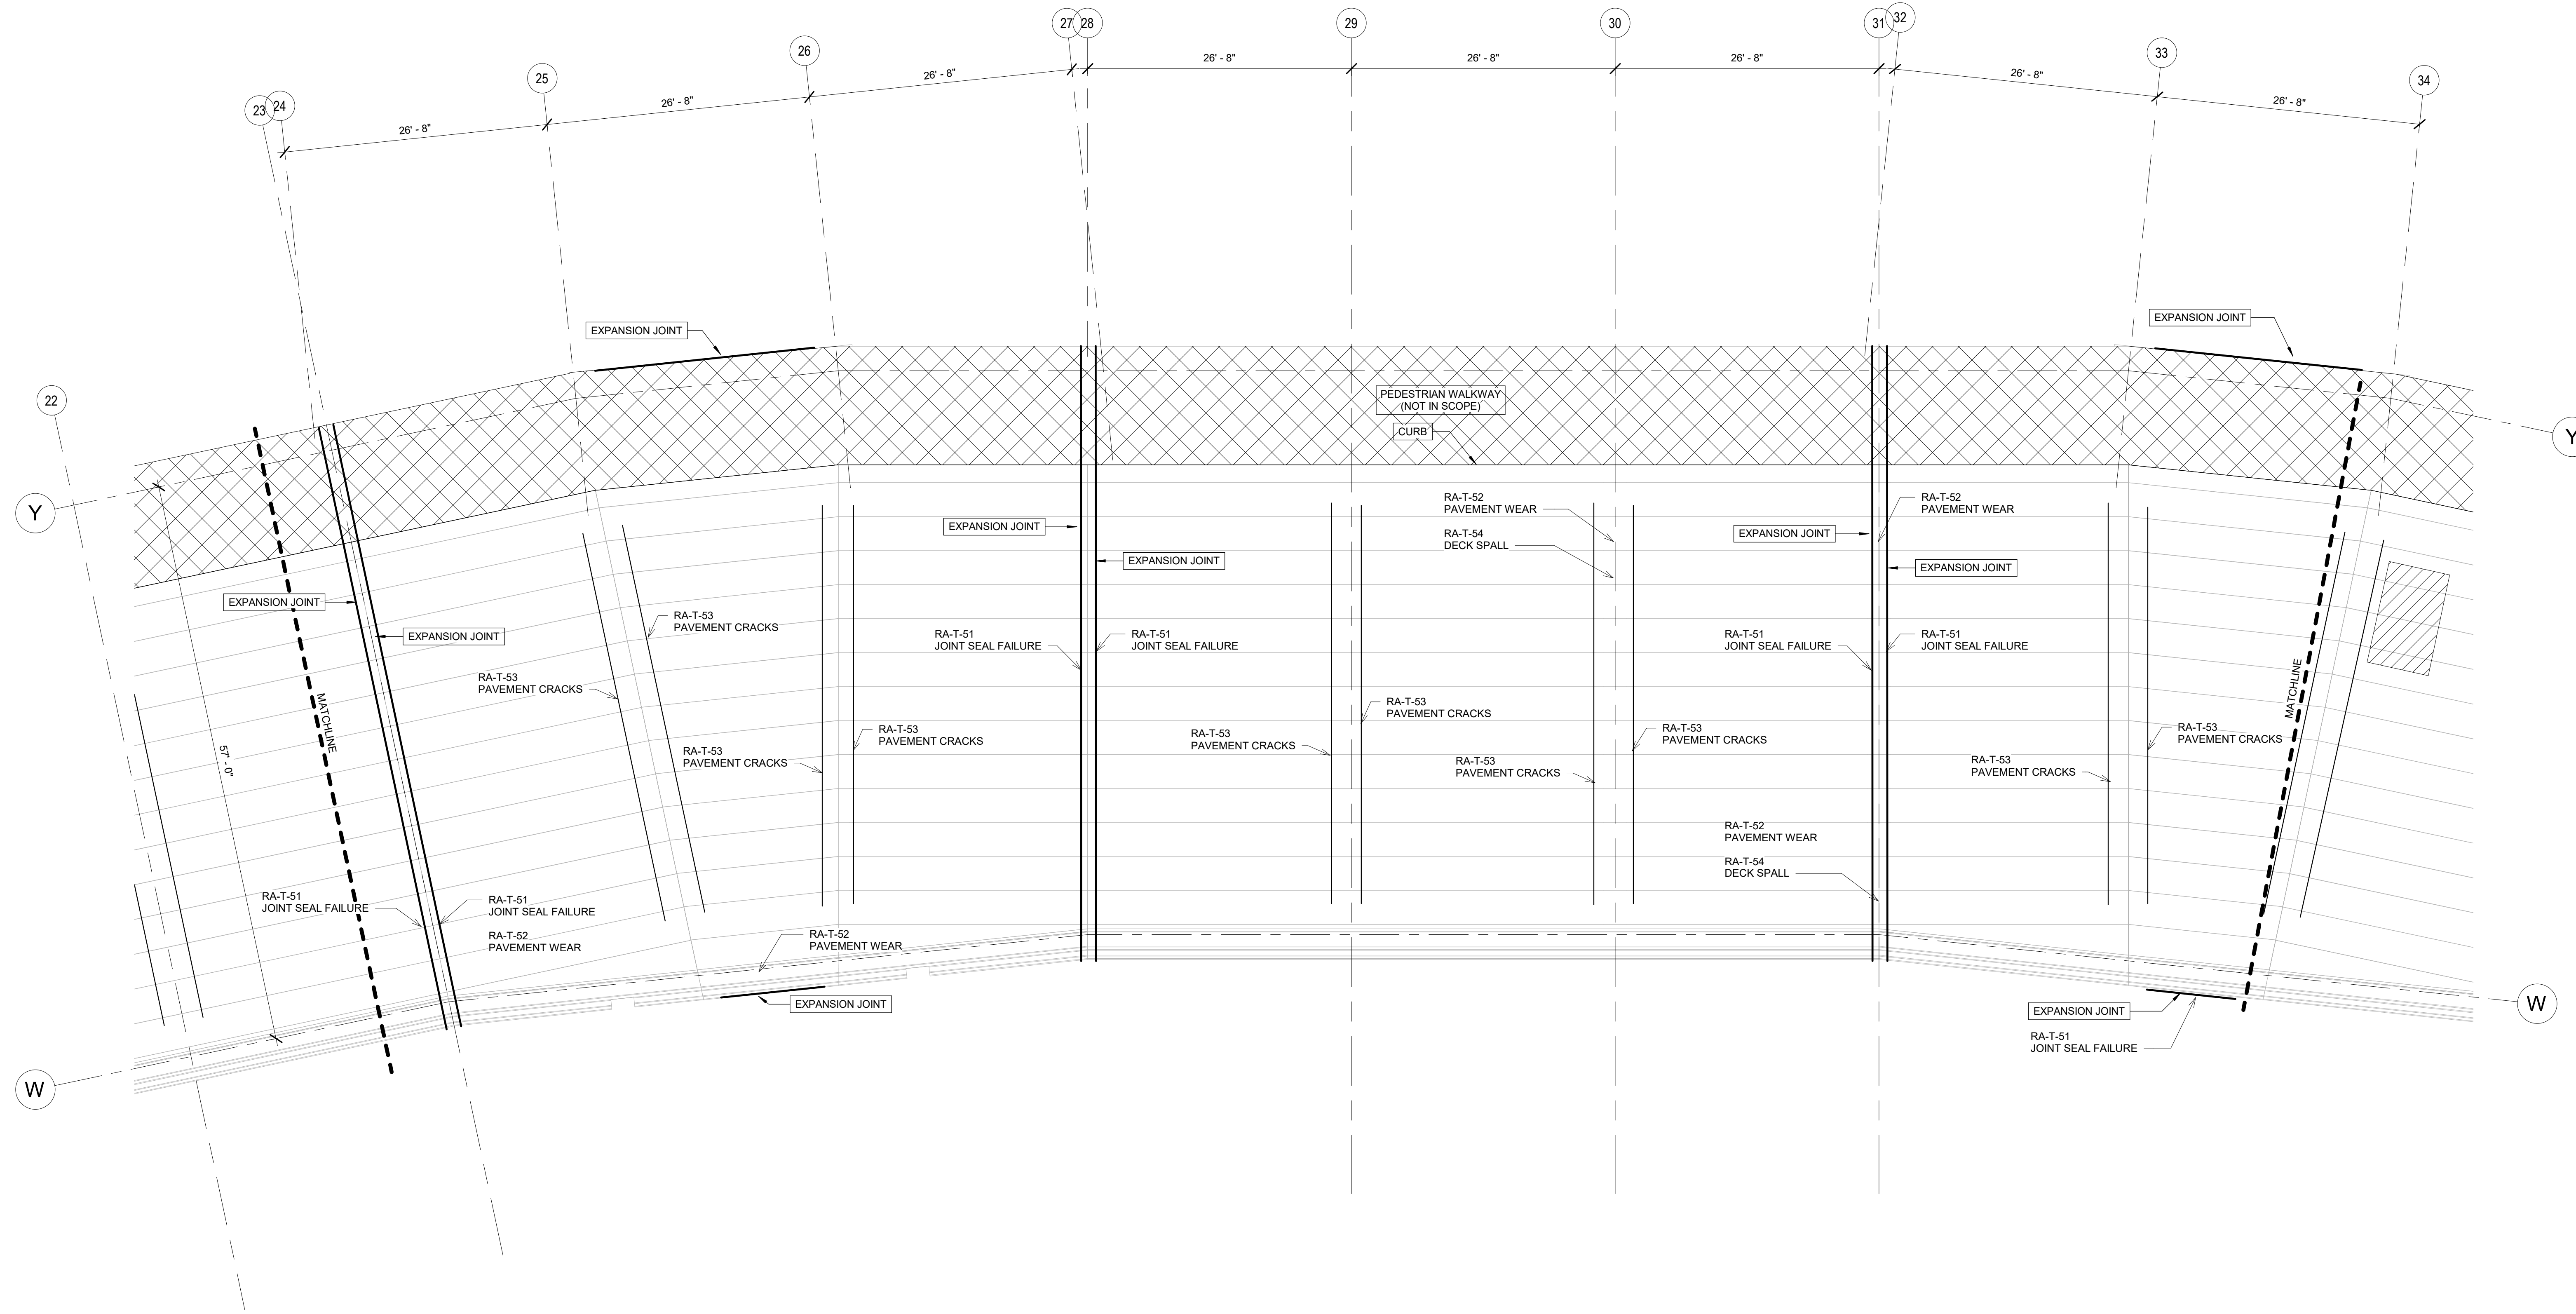 27
28
29
30
31
32
26
33
25
34
23
24
26' - 8"
26' - 8"
26' - 8"
26' - 8"
26' - 8"
26' - 8"
26' - 8"
26' - 8"
EXPANSION JOINT
EXPANSION JOINT
22
PEDESTRIAN WALKWAY
(NOT IN SCOPE)
CURB
Y
Y
RA-T-52
PAVEMENT WEAR
RA-T-54
DECK SPALL
RA-T-52
PAVEMENT WEAR
EXPANSION JOINT
EXPANSION JOINT
EXPANSION JOINT
EXPANSION JOINT
EXPANSION JOINT
EXPANSION JOINT
RA-T-53
PAVEMENT CRACKS
RA-T-51
JOINT SEAL FAILURE
RA-T-51
JOINT SEAL FAILURE
RA-T-51
JOINT SEAL FAILURE
RA-T-51
JOINT SEAL FAILURE
RA-T-53
PAVEMENT CRACKS
MATCHLINE
MATCHLINE
57' - 0"
RA-T-53
PAVEMENT CRACKS
RA-T-53
PAVEMENT CRACKS
RA-T-53
PAVEMENT CRACKS
RA-T-53
PAVEMENT CRACKS
RA-T-53
PAVEMENT CRACKS
RA-T-53
PAVEMENT CRACKS
RA-T-53
PAVEMENT CRACKS
RA-T-53
PAVEMENT CRACKS
RA-T-52
PAVEMENT WEAR
RA-T-54
DECK SPALL
RA-T-51
JOINT SEAL FAILURE
RA-T-51
JOINT SEAL FAILURE
RA-T-52
PAVEMENT WEAR
RA-T-52
PAVEMENT WEAR
EXPANSION JOINT
EXPANSION JOINT
RA-T-51
JOINT SEAL FAILURE
W
W